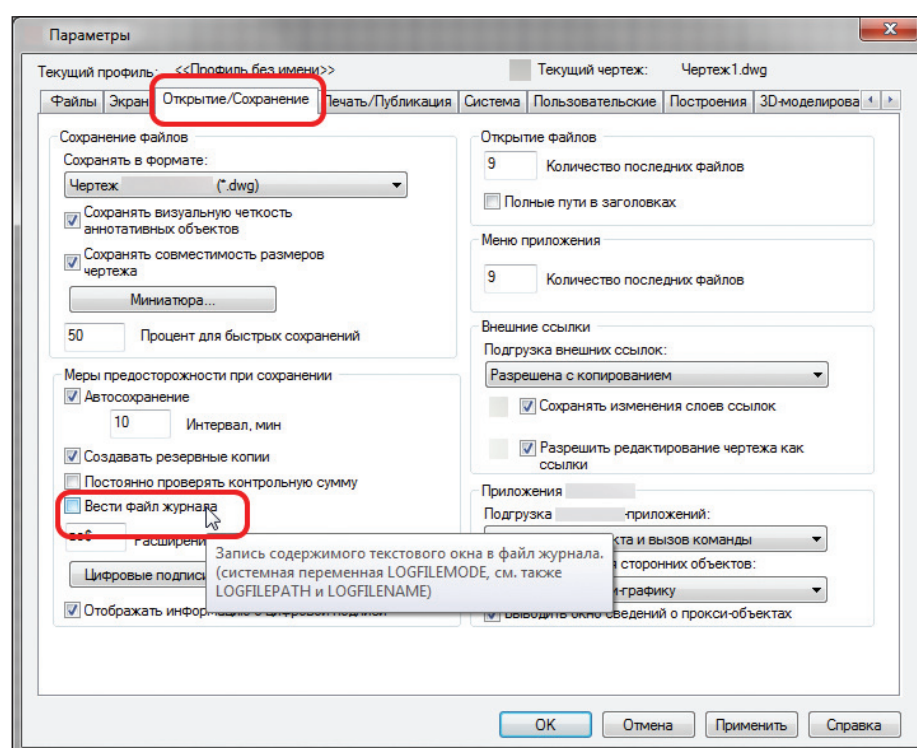 Параметры
Текущий профиль: <<Профиль без имени>>
Текущий чертеж: Чертеж1.dwg
Файлы Экран Открытие/Сохранение Печать/Публикация Система Пользовательские Построения 3D-моделирова
Сохранение файлов
Сохранять в формате:
Чертеж (*.dwg)
Сохранять визуальную четкость
аннотативных объектов
Сохранять совместимость размеров
чертежа
Миниатюра...
50 Процент для быстрых сохранений
Меры предосторожности при сохранении
Автосохранение
10 Интервал, мин
Создавать резервные копии
Постоянно проверять контрольную сумму
Вести файл журнала
Цифровые подписи
Отображать
Запись содержимого текстового окна в файл журнала.
(системная переменная LOGFILEMODE, см. также
LOGFILEPATH и LOGFILENAME)
Открытие файлов
9 Количество последних файлов
Полные пути в заголовках
Меню приложения
9 Количество последних файлов
Внешние ссылки
Подгрузка внешних ссылок:
Разрешена с копированием
Сохранять изменения слоев ссылок
Разрешить редактирование чертежа как
ссылки
Приложения
Подгрузка -приложений:
и вызов команды
сторонних объектов:
Выводить окно сведений о прокси-объектах
OK Отмена Применить Справка